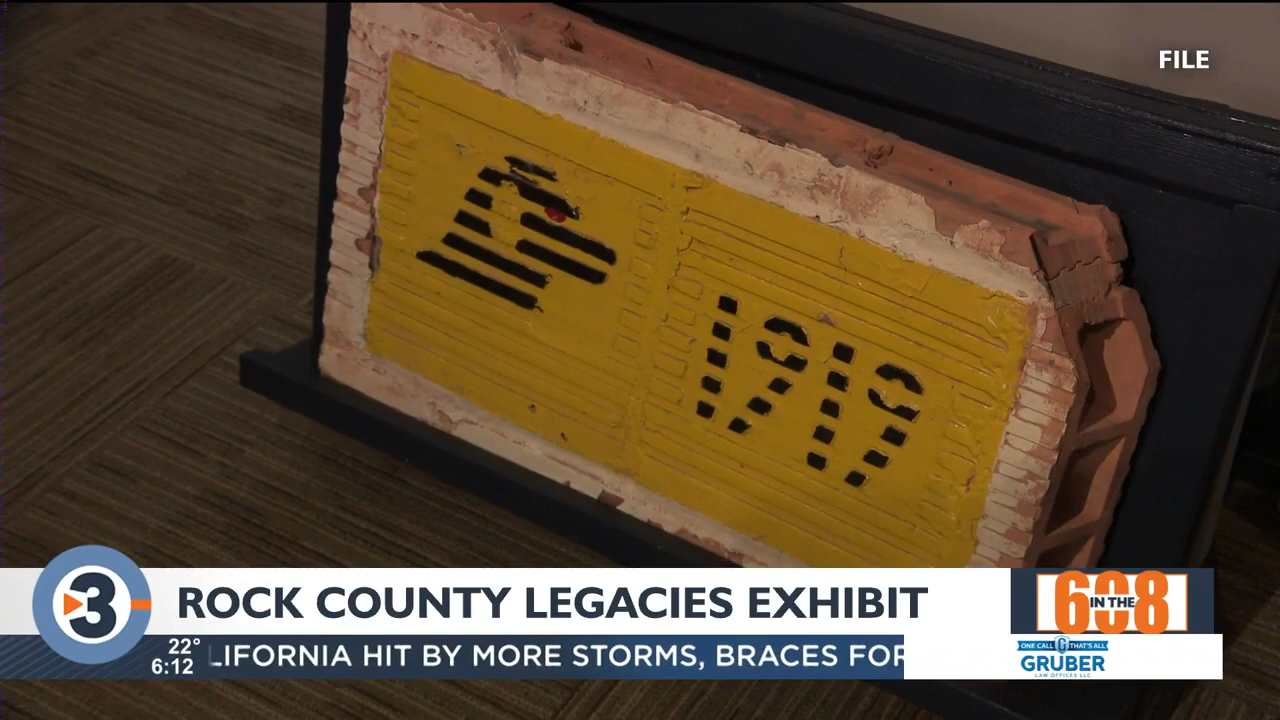 FILE
1919
3
ROCK COUNTY LEGACIES EXHIBIT
608
IN THE
22°
6:12
LIFORNIA HIT BY MORE STORMS, BRACES FOR
ONE CALL G THAT'S ALL
GRUBER
LAW OFFICES LLC